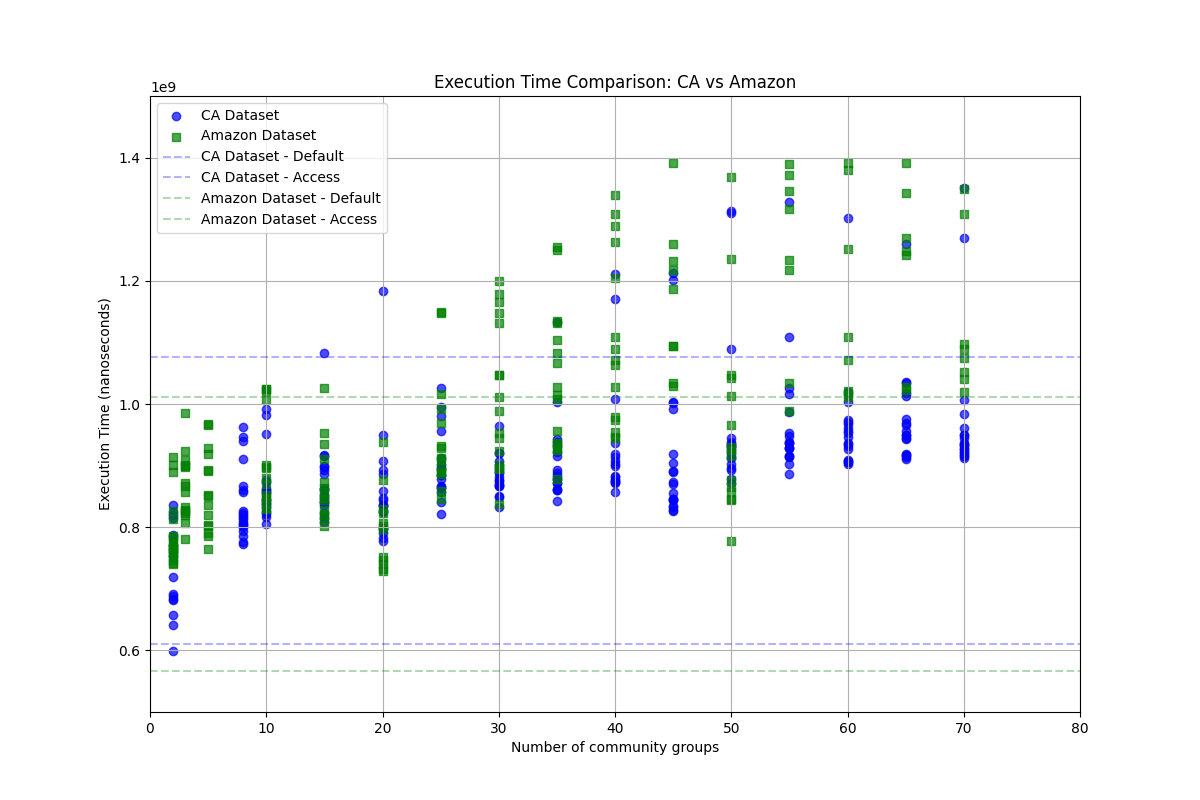 Execution Time Comparison: CA vs Amazon
1e9
CA Dataset
Amazon Dataset
CA Dataset - Default
CA Dataset - Access
Amazon Dataset - Default
Amazon Dataset - Access
1.4
1.2
1.0
0.8
0.6
Execution Time (nanoseconds)
0 10 20 30 40 50 60 70 80
Number of community groups